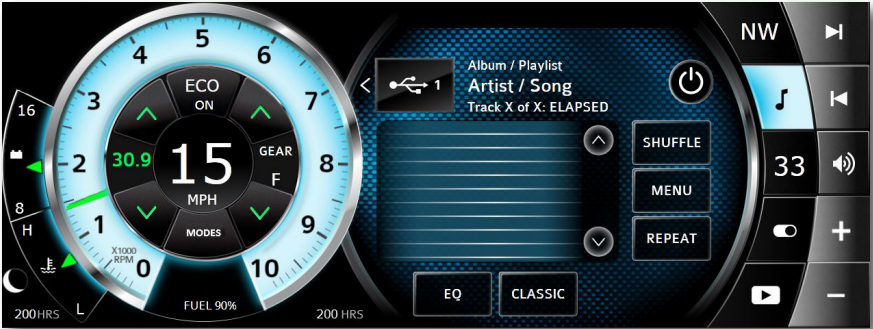 16
8
H
L
200 HRS
0
1
2
3
4
5
6
7
8
9
10
X1000
RPM
ECO
ON
30.9
15
MPH
GEAR
F
MODES
FUEL 90%
200 HRS
1
Album / Playlist
Artist / Song
Track X of X: ELAPSED
SHUFFLE
MENU
REPEAT
EQ
CLASSIC
NW
33